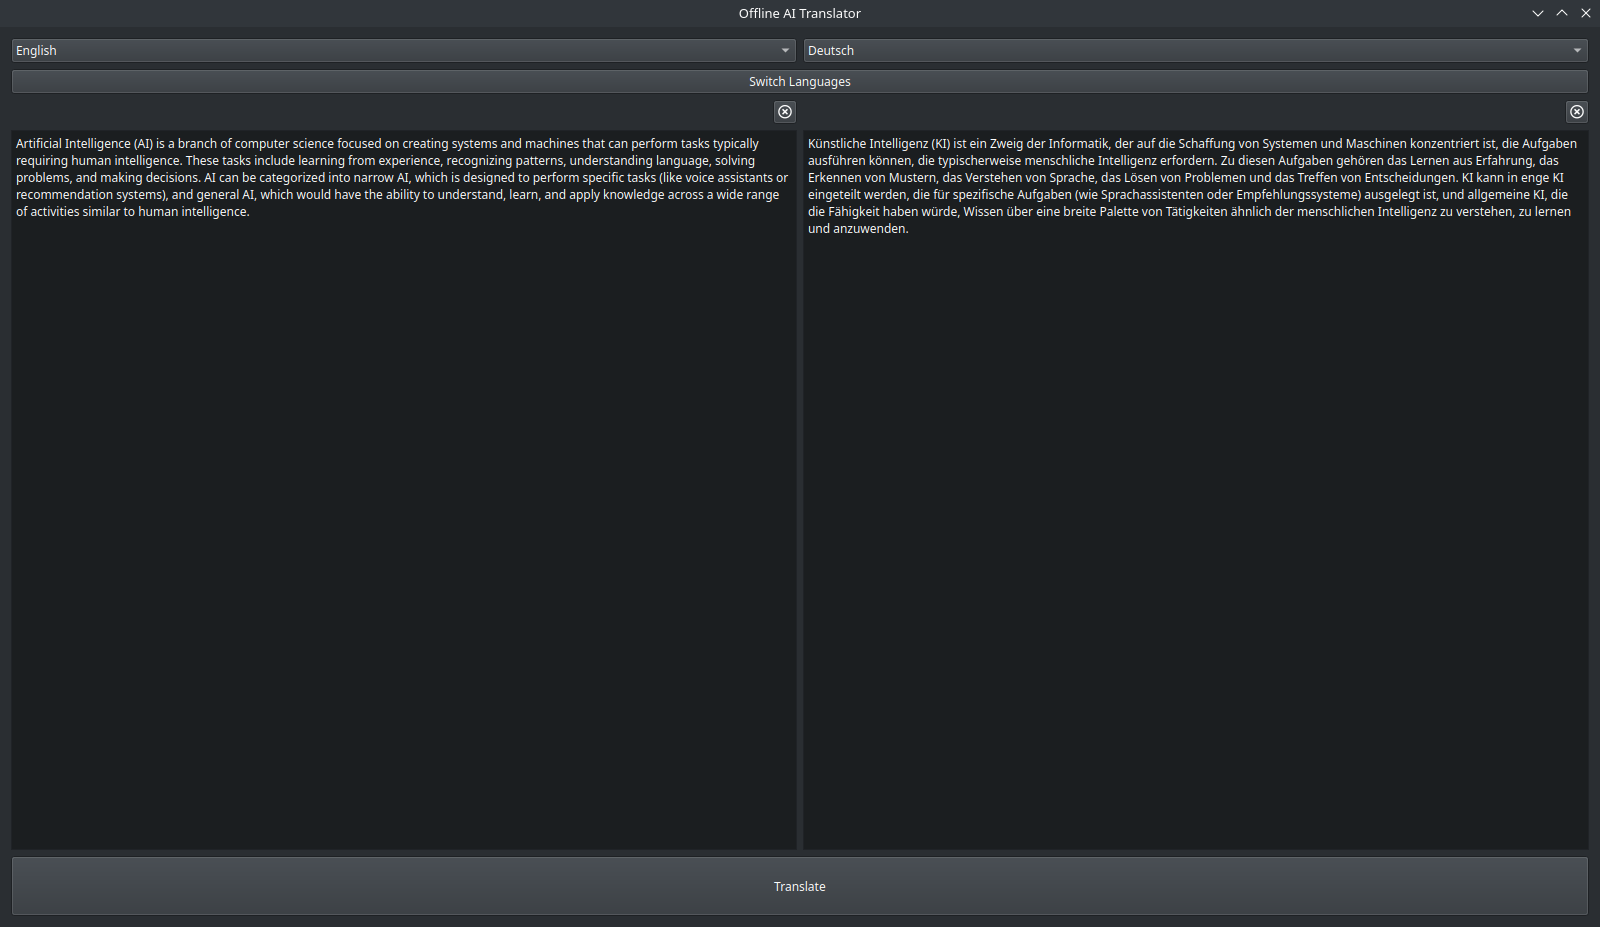 Offline AI Translator
English
Deutsch
Switch Languages
Artificial Intelligence (AI) is a branch of computer science focused on creating systems and machines that can perform tasks typically
requiring human intelligence. These tasks include learning from experience, recognizing patterns, understanding language, solving
problems, and making decisions. AI can be categorized into narrow AI, which is designed to perform specific tasks (like voice assistants or
recommendation systems), and general AI, which would have the ability to understand, learn, and apply knowledge across a wide range
of activities similar to human intelligence.
Künstliche Intelligenz (KI) ist ein Zweig der Informatik, der auf die Schaffung von Systemen und Maschinen konzentriert ist, die Aufgaben
ausführen können, die typischerweise menschliche Intelligenz erfordern. Zu diesen Aufgaben gehören das Lernen aus Erfahrung, das
Erkennen von Mustern, das Verstehen von Sprache, das Lösen von Problemen und das Treffen von Entscheidungen. KI kann in enge KI
eingeteilt werden, die für spezifische Aufgaben (wie Sprachassistenten oder Empfehlungssysteme) ausgelegt ist, und allgemeine KI, die
die Fähigkeit haben würde, Wissen über eine breite Palette von Tätigkeiten ähnlich der menschlichen Intelligenz zu verstehen, zu lernen
und anzuwenden.
Translate